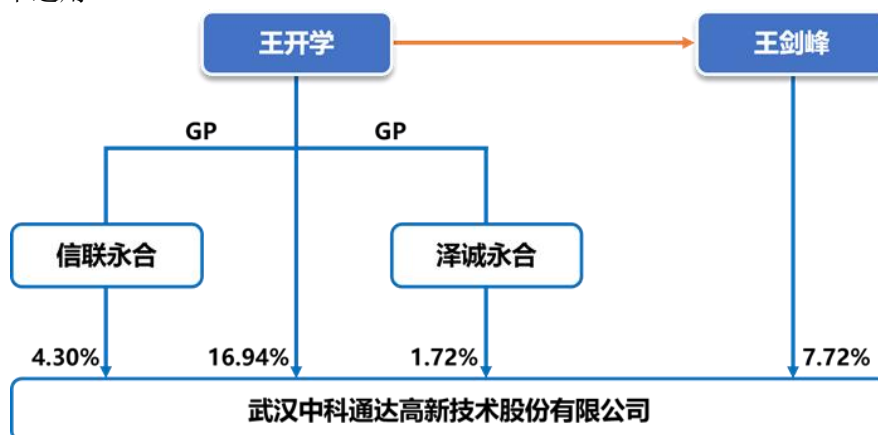 王开学
王剑峰
GP
GP
信联永合
泽诚永合
4.30%
16.94%
1.72%
7.72%
武汉中科通达高新技术股份有限公司